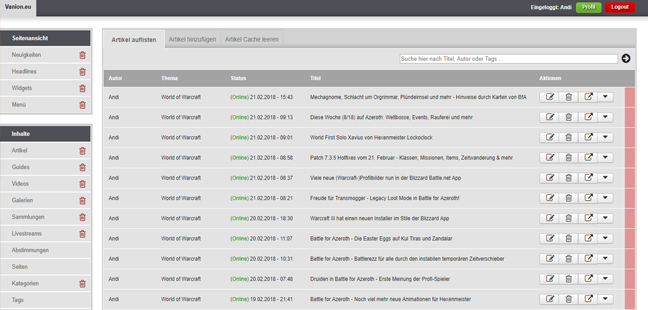 Vanion.eu
Eingeloggt: Andi
Profil
Logout
Seitenansicht
Neuigkeiten
Headlines
Widgets
Menü
Inhalte
Artikel
Guides
Videos
Galerien
Sammlungen
Livestreams
Abstimmungen
Seiten
Kategorien
Tags
Artikel auflisten
Artikel hinzufügen
Artikel Cache leeren
Suche hier nach Titel, Autor oder Tags ...
Autor Thema Status Titel Aktionen
Andi World of Warcraft (Online) 21.02.2018 - 15:43 Mechagnome, Schlacht um Orgrimmar, Plündeinsel und mehr - Hinweise durch Karten von BfA
Andi World of Warcraft (Online) 21.02.2018 - 09:13 Diese Woche (8/18) auf Azeroth: Weltbosse, Events, Rauferei und mehr
Andi World of Warcraft (Online) 21.02.2018 - 09:01 World First Solo Xavius von Hexenmeister Lockoclock
Andi World of Warcraft (Online) 21.02.2018 - 08:58 Patch 7.3.5 Hotfixes vom 21. Februar - Klassen, Missionen, Items, Zeitwanderung & mehr
Andi World of Warcraft (Online) 21.02.2018 - 08:37 Viele neue (Warcraft-)Profilbilder nun in der Blizzard Battle.net App
Andi World of Warcraft (Online) 21.02.2018 - 08:21 Freude für Transmogger - Legacy Loot Mode in Battle for Azeroth!
Andi World of Warcraft (Online) 20.02.2018 - 18:30 Warcraft III hat einen neuen Installer im Stile der Blizzard App
Andi World of Warcraft (Online) 20.02.2018 - 11:07 Battle for Azeroth - Die Easter Eggs auf Kul Tiras und Zandalar
Andi World of Warcraft (Online) 20.02.2018 - 10:31 Battle for Azeroth - Battlerezz für alle durch den instabilen temporären Zeitverschieber
Andi World of Warcraft (Online) 20.02.2018 - 07:48 Druiden in Battle for Azeroth - Erste Meinung der Profi-Spieler
Andi World of Warcraft (Online) 19.02.2018 - 21:41 Battle for Azeroth - Noch viel mehr neue Animationen für Hexenmeister